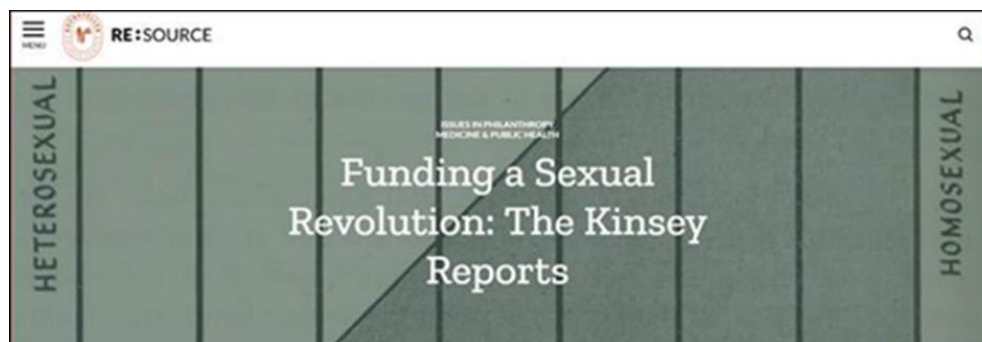 MENU
RE:SOURCE
HETEROSEXUAL
ISSUES IN PHILANTHROPY
MEDICINE & PUBLIC HEALTH
Funding a Sexual
Revolution: The Kinsey
Reports
HOMOSEXUAL